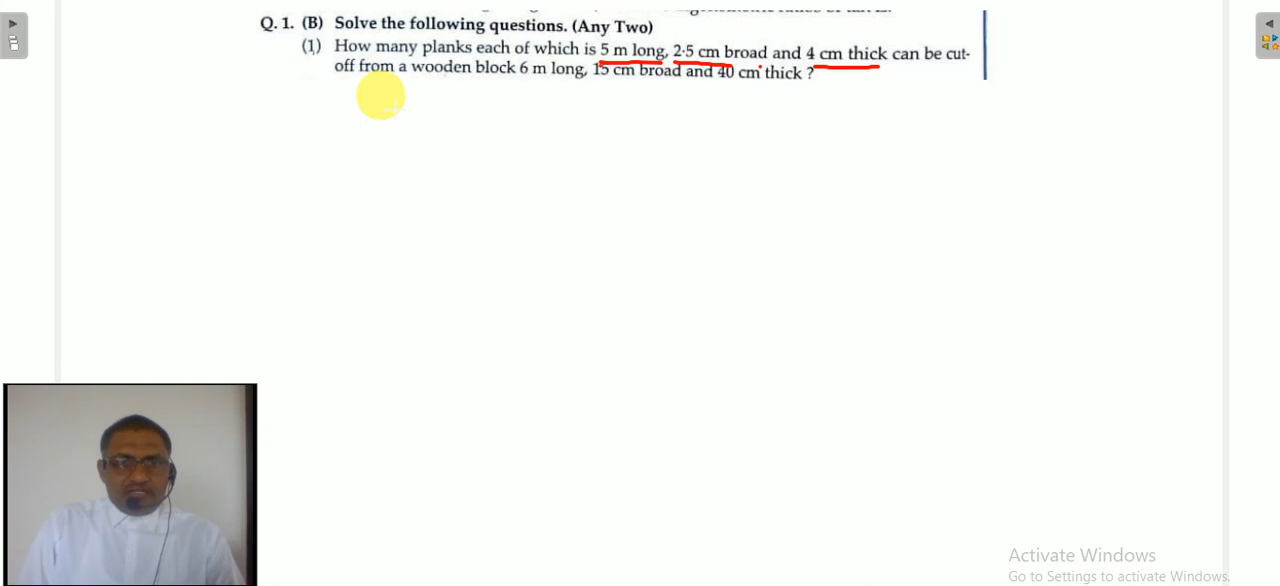 Q. 1. (B) Solve the following questions. (Any Two)
(1) How many planks each of which is 5 m long, 2·5 cm broad and 4 cm thick can be cut-
off from a wooden block 6 m long, 15 cm broad and 40 cm thick ?
Activate Windows
Go to Settings to activate Windows.